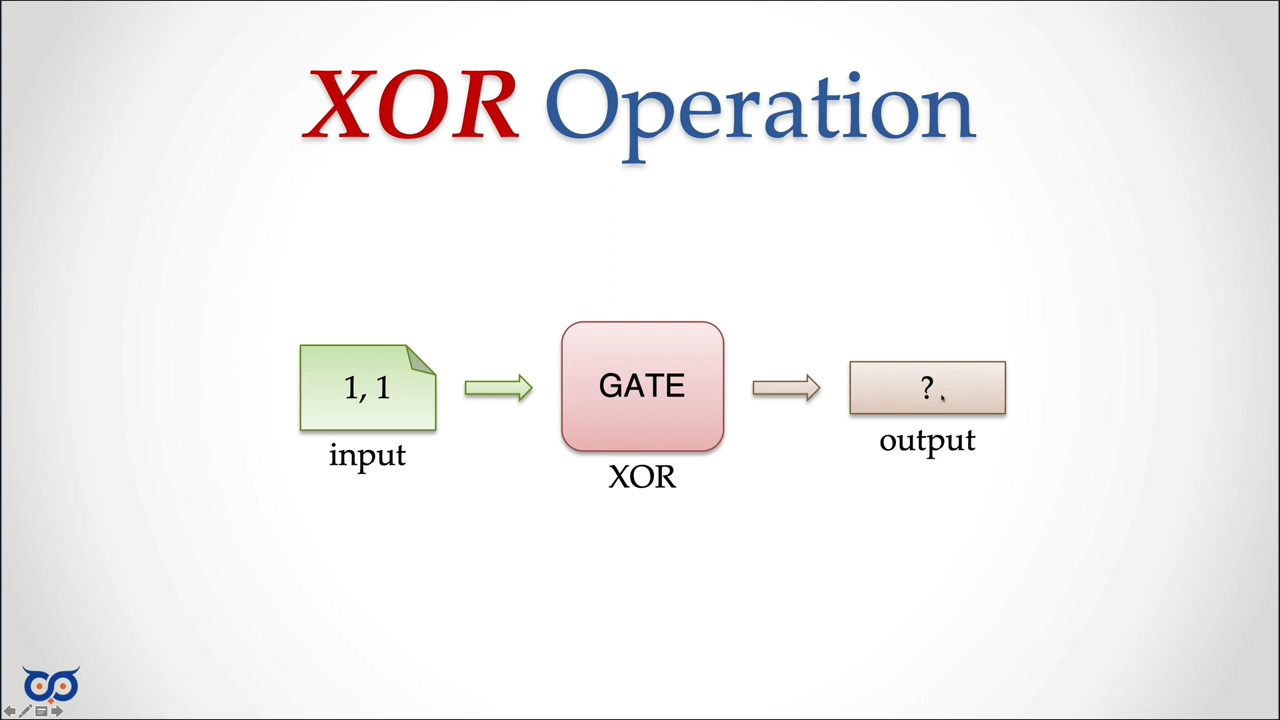 XOR Operation
1, 1
GATE
?
input
XOR
output